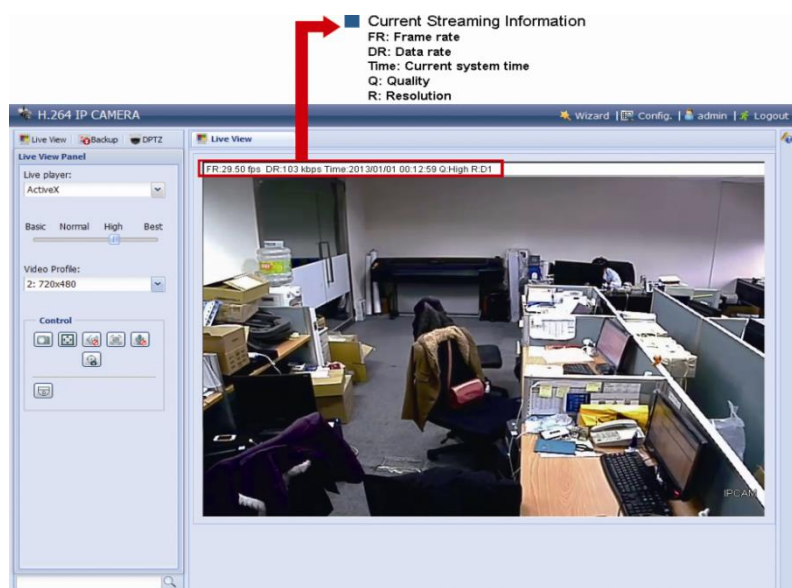 Current Streaming Information
FR: Frame rate
DR: Data rate
Time: Current system time
Q: Quality
R: Resolution
H.264 IP CAMERA
Wizard | Config. | admin | Logout
Live View Backup DPTZ
Live View
Live View Panel
FR:29.50 fps DR:103 kbps Time:2013/01/01 00:12:59 Q:High R:D1
Live player:
ActiveX
Basic Normal High Best
Video Profile:
2: 720x480
Control
IPCAM